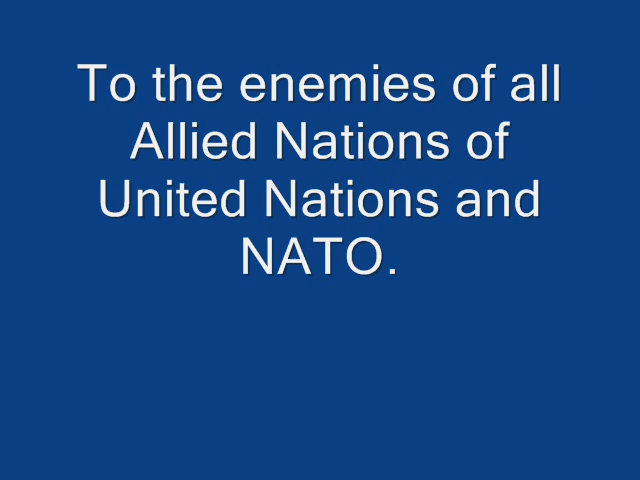 To the enemies of all
Allied Nations of
United Nations and
NATO.